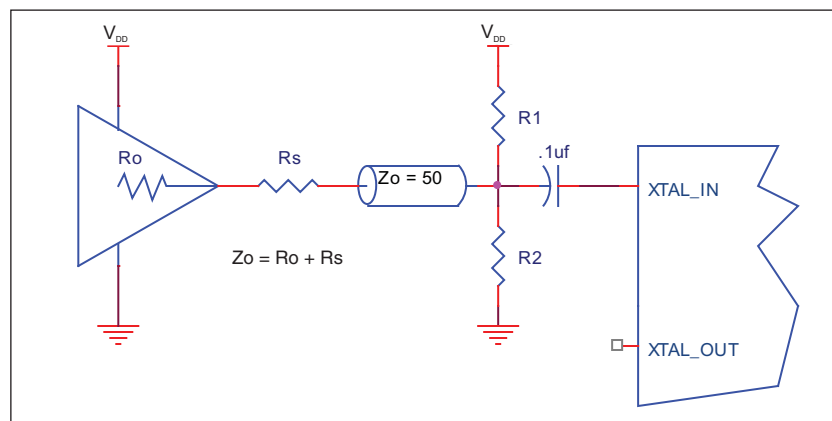 VDD
VDD
R1
.1uf
Ro
Rs
Zo = 50
XTAL_IN
Zo = Ro + Rs
R2
XTAL_OUT